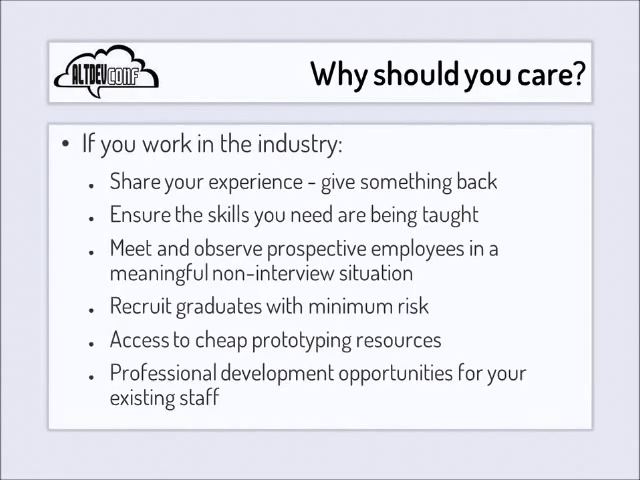 ALTDEVCONF
Why should you care?
• If you work in the industry:
• Share your experience - give something back
• Ensure the skills you need are being taught
• Meet and observe prospective employees in a
meaningful non-interview situation
• Recruit graduates with minimum risk
• Access to cheap prototyping resources
• Professional development opportunities for your
existing staff